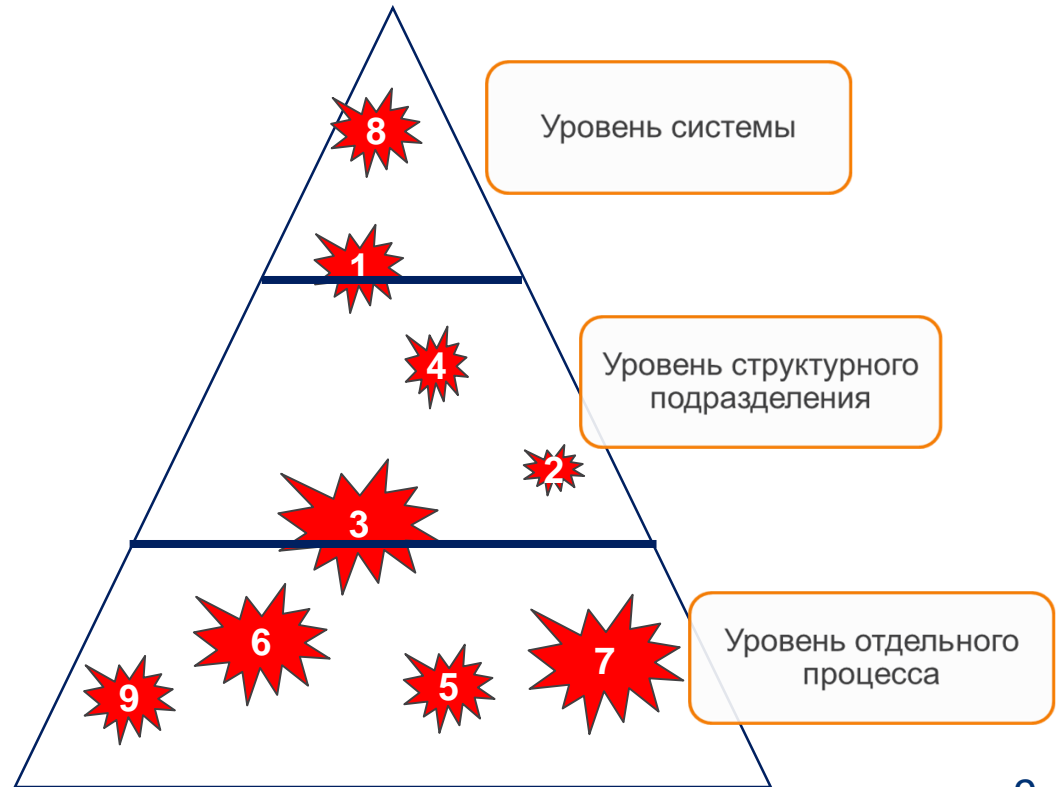 8
Уровень системы
1
4
Уровень структурного
подразделения
2
3
6
Уровень отдельного
процесса
7
5
9